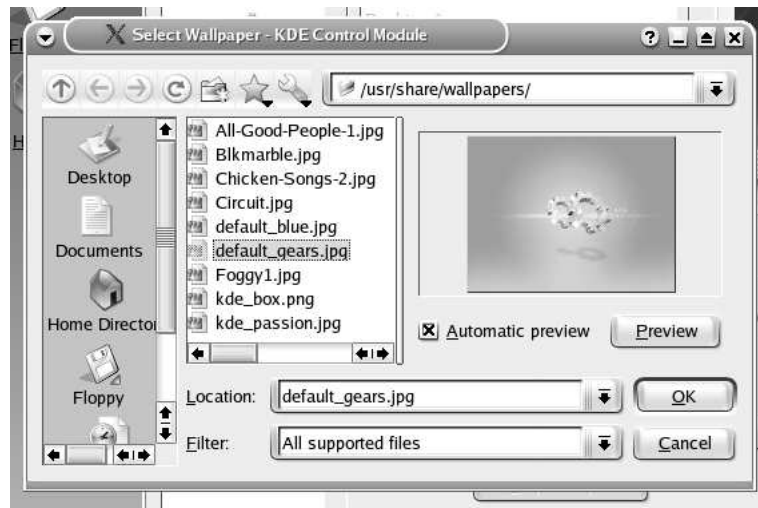 Select Wallpaper - KDE Control Module
/usr/share/wallpapers/
Desktop
Documents
Home Director
Floppy
All-Good-People-1.jpg
Blkmarble.jpg
Chicken-Songs-2.jpg
Circuit.jpg
default_blue.jpg
default_gears.jpg
Foggy1.jpg
kde_box.png
kde_passion.jpg
Automatic preview
Preview
Location:
default_gears.jpg
OK
Filter:
All supported files
Cancel